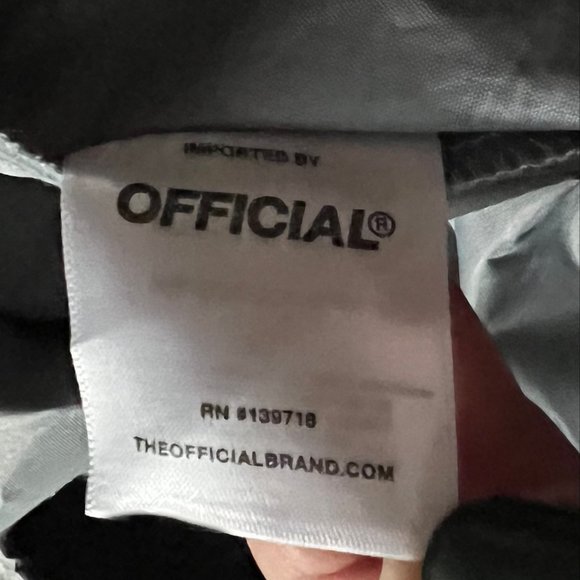 IMPORTED BY
OFFICIAL®
RN #139718
THEOFFICIALBRAND.COM